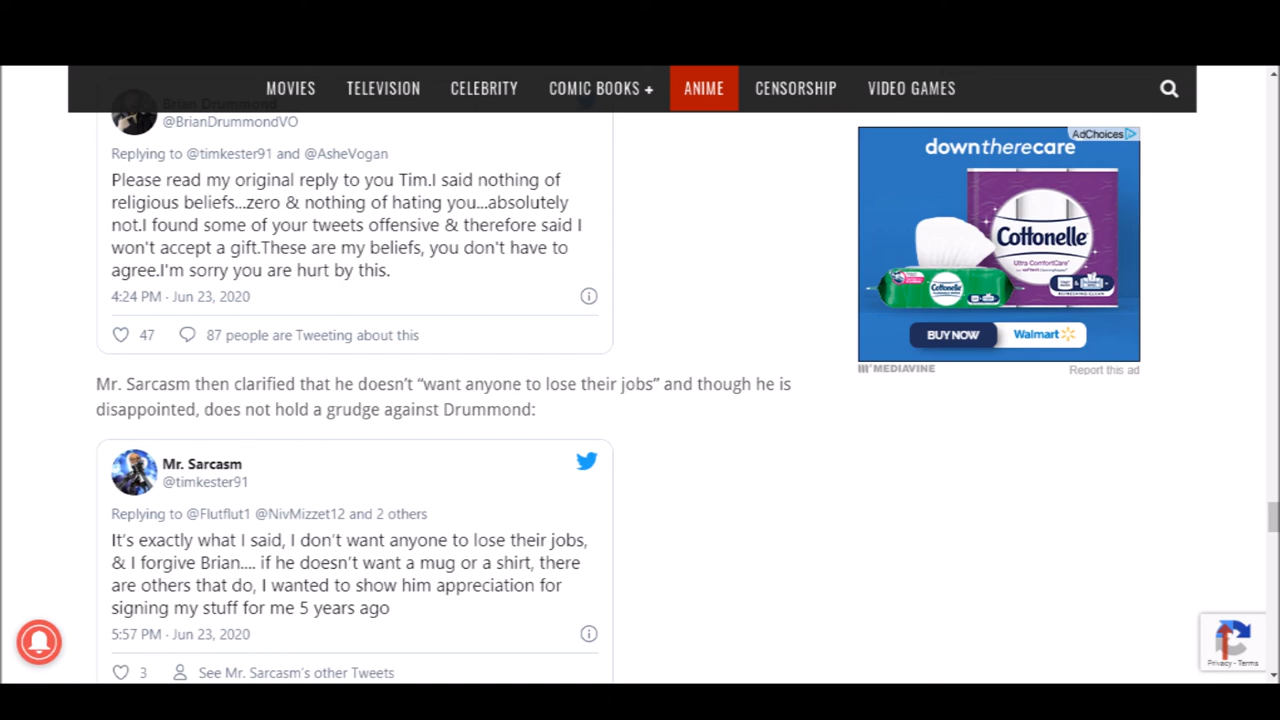 MOVIES TELEVISION CELEBRITY COMIC BOOKS + ANIME CENSORSHIP VIDEO GAMES
Brian Drummond
@BrianDrummondVO
Replying to @timkester91 and @AsheVogan
Please read my original reply to you Tim.I said nothing of
religious beliefs...zero & nothing of hating you...absolutely
not.I found some of your tweets offensive & therefore said I
won't accept a gift.These are my beliefs, you don't have to
agree.I'm sorry you are hurt by this.
4:24 PM · Jun 23, 2020
47 87 people are Tweeting about this
AdChoices
downtherecare
Cottonelle
Ultra ComfortCare
Cottonelle
BUY NOW Walmart
MEDIAVINE Report this ad
Mr. Sarcasm then clarified that he doesn't “want anyone to lose their jobs” and though he is
disappointed, does not hold a grudge against Drummond:
Mr. Sarcasm
@timkester91
Replying to @Flutflut1 @NivMizzet12 and 2 others
It's exactly what I said, I don't want anyone to lose their jobs,
& I forgive Brian.... if he doesn't want a mug or a shirt, there
are others that do, I wanted to show him appreciation for
signing my stuff for me 5 years ago
5:57 PM · Jun 23, 2020
3 See Mr. Sarcasm's other Tweets
Privacy - Terms